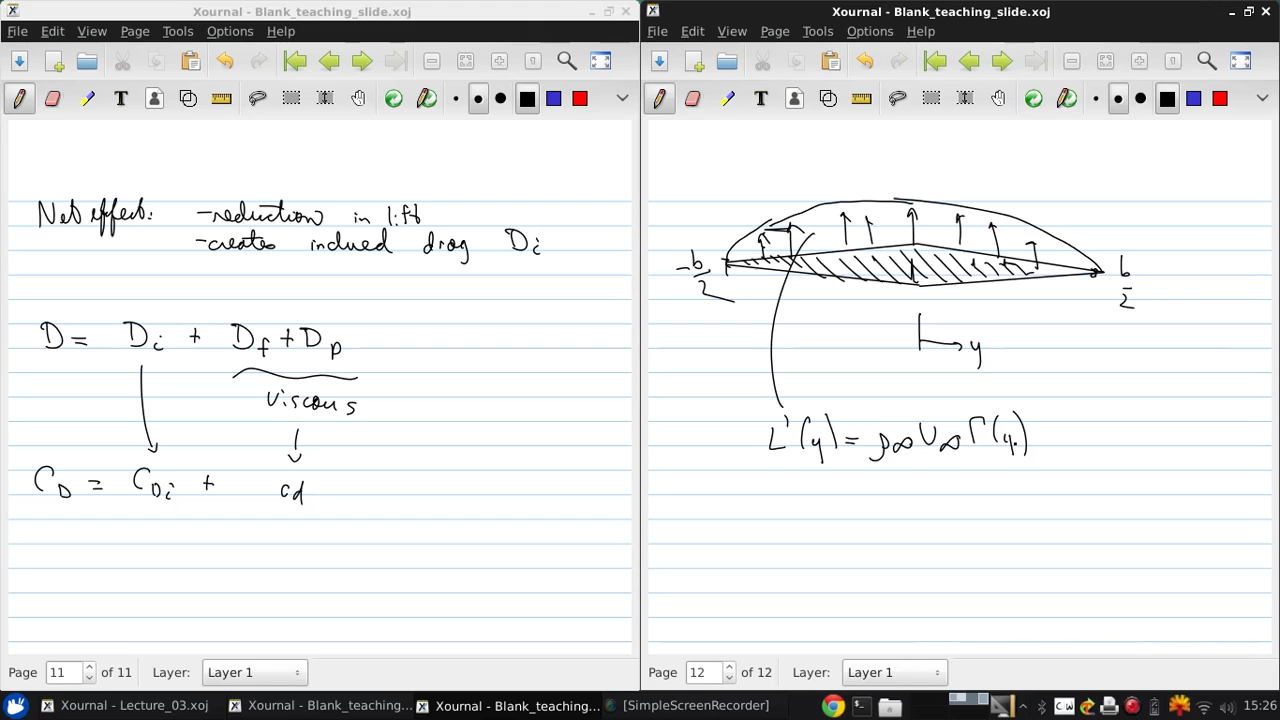 Xournal - Blank_teaching_slide.xoj
File Edit View Page Tools Options Help
Net effect: -reduction in lift
-creates induced drag Di
D = Di + Df + Dp
viscous
CD = CDi + cd
Page 11 of 11 Layer: Layer 1
Xournal - Blank_teaching_slide.xoj
File Edit View Page Tools Options Help
-b/2
b/2
y
L'(y) = ρ∞ U∞ Γ(y)
Page 12 of 12 Layer: Layer 1
Xournal - Lecture_03.xoj Xournal - Blank_teaching... Xournal - Blank_teaching... [SimpleScreenRecorder] 15:26